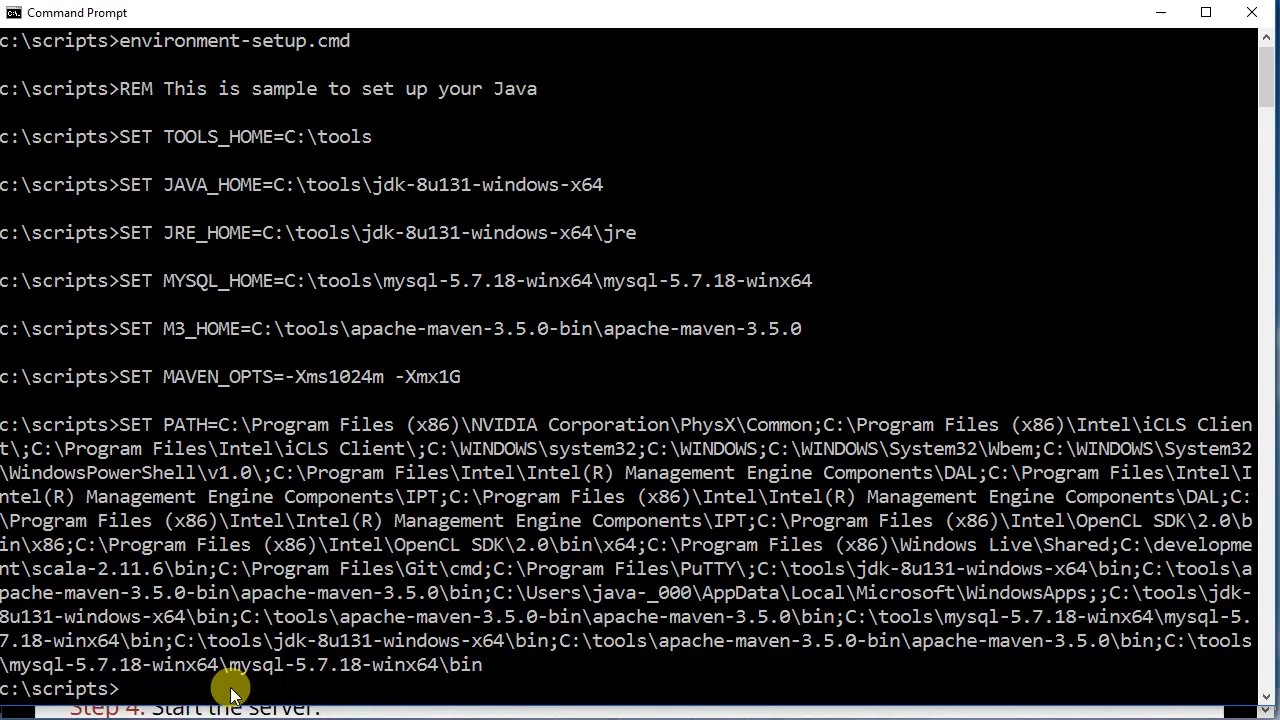 Command Prompt
c:\scripts>environment-setup.cmd
c:\scripts>REM This is sample to set up your Java
c:\scripts>SET TOOLS_HOME=C:\tools
c:\scripts>SET JAVA_HOME=C:\tools\jdk-8u131-windows-x64
c:\scripts>SET JRE_HOME=C:\tools\jdk-8u131-windows-x64\jre
c:\scripts>SET MYSQL_HOME=C:\tools\mysql-5.7.18-winx64\mysql-5.7.18-winx64
c:\scripts>SET M3_HOME=C:\tools\apache-maven-3.5.0-bin\apache-maven-3.5.0
c:\scripts>SET MAVEN_OPTS=-Xms1024m -Xmx1G
c:\scripts>SET PATH=C:\Program Files (x86)\NVIDIA Corporation\PhysX\Common;C:\Program Files (x86)\Intel\iCLS Clien
t\;C:\Program Files\Intel\iCLS Client\;C:\WINDOWS\system32;C:\WINDOWS;C:\WINDOWS\System32\Wbem;C:\WINDOWS\System32
\WindowsPowerShell\v1.0\;C:\Program Files\Intel\Intel(R) Management Engine Components\DAL;C:\Program Files\Intel\I
ntel(R) Management Engine Components\IPT;C:\Program Files (x86)\Intel\Intel(R) Management Engine Components\DAL;C:
\Program Files (x86)\Intel\Intel(R) Management Engine Components\IPT;C:\Program Files (x86)\Intel\OpenCL SDK\2.0\b
in\x86;C:\Program Files (x86)\Intel\OpenCL SDK\2.0\bin\x64;C:\Program Files (x86)\Windows Live\Shared;C:\developme
nt\scala-2.11.6\bin;C:\Program Files\Git\cmd;C:\Program Files\PuTTY\;C:\tools\jdk-8u131-windows-x64\bin;C:\tools\a
pache-maven-3.5.0-bin\apache-maven-3.5.0\bin;C:\Users\java-_000\AppData\Local\Microsoft\WindowsApps;;C:\tools\jdk-
8u131-windows-x64\bin;C:\tools\apache-maven-3.5.0-bin\apache-maven-3.5.0\bin;C:\tools\mysql-5.7.18-winx64\mysql-5.
7.18-winx64\bin;C:\tools\jdk-8u131-windows-x64\bin;C:\tools\apache-maven-3.5.0-bin\apache-maven-3.5.0\bin;C:\tools
\mysql-5.7.18-winx64\mysql-5.7.18-winx64\bin
c:\scripts>
Step 4. Start the server.